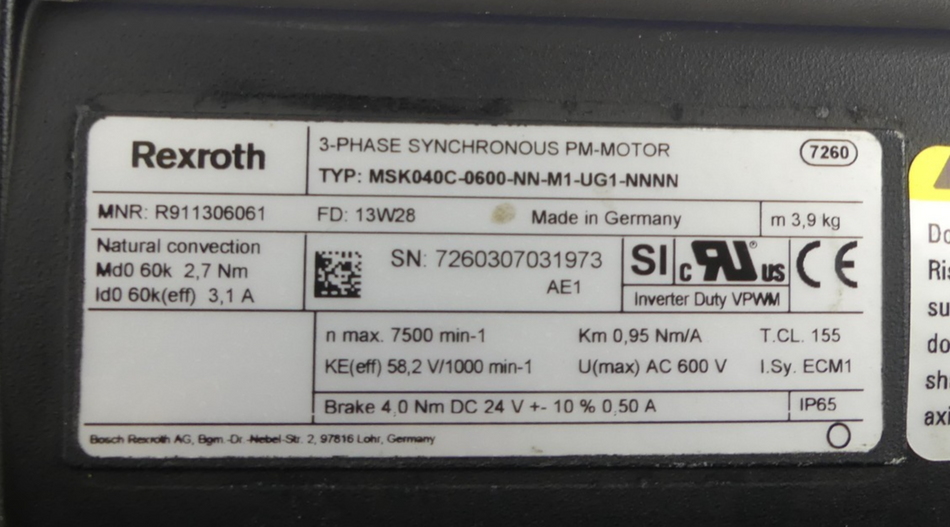 Rexroth
3-PHASE SYNCHRONOUS PM-MOTOR
7260
TYP: MSK040C-0600-NN-M1-UG1-NNNN
MNR: R911306061
FD: 13W28
Made in Germany
m 3,9 kg
Natural convection
Md0 60k 2,7 Nm
Id0 60k(eff) 3,1 A
SN: 7260307031973
AE1
SI
c RU® US
CE
Inverter Duty VPWM
n max. 7500 min-1
Km 0,95 Nm/A
T.CL. 155
KE(eff) 58,2 V/1000 min-1
U(max) AC 600 V
I.Sy. ECM1
Brake 4,0 Nm DC 24 V +- 10 % 0,50 A
IP65
Bosch Rexroth AG, Bgm.-Dr.-Nebel-Str. 2, 97816 Lohr, Germany